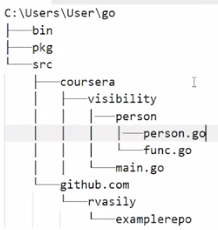 C:\Users\User\go
├──bin
├──pkg
└──src
    ├──coursera
    │   ├──visibility
    │   │   ├──person
    │   │   │   ├──person.go
    │   │   │   └──func.go
    │   │   └──main.go
    └──github.com
        └──rvasily
            └──examplerepo